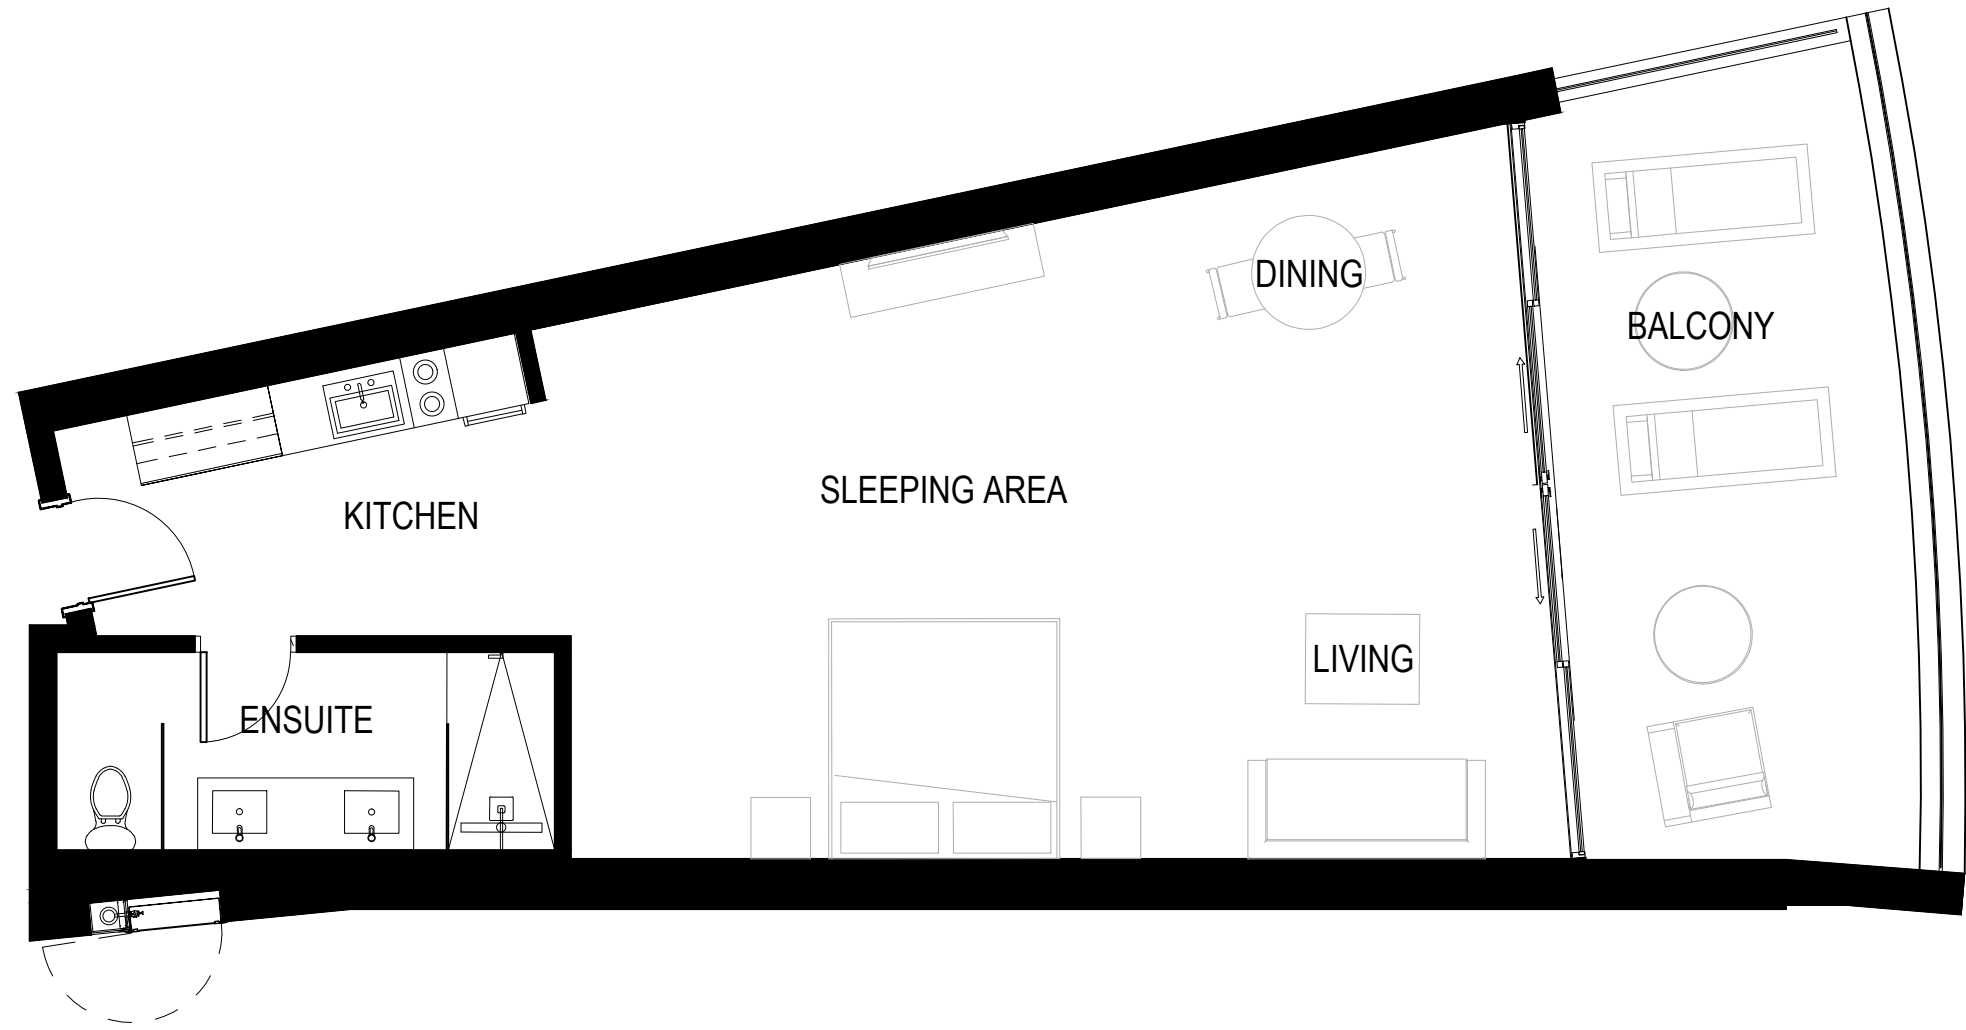 DINING
BALCONY
SLEEPING AREA
KITCHEN
LIVING
ENSUITE